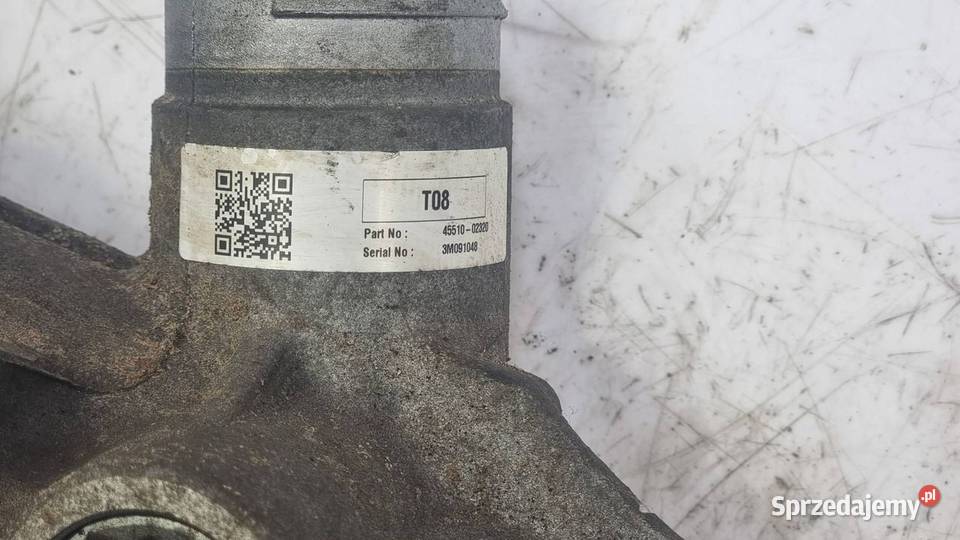 T08
Part No : 45510-02320
Serial No : 3M091048
Sprzedajemy .pl